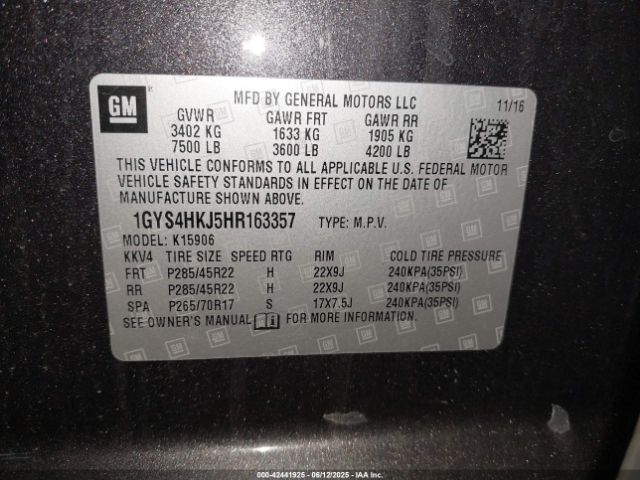 GM
MFD BY GENERAL MOTORS LLC
11/16
GVWR GAWR FRT GAWR RR
3402 KG 1633 KG 1905 KG
7500 LB 3600 LB 4200 LB
THIS VEHICLE CONFORMS TO ALL APPLICABLE U.S. FEDERAL MOTOR
VEHICLE SAFETY STANDARDS IN EFFECT ON THE DATE OF
MANUFACTURE SHOWN ABOVE.
1GYS4HKJ5HR163357 TYPE: M.P.V.
MODEL: K15906
KKV4 TIRE SIZE SPEED RTG RIM COLD TIRE PRESSURE
FRT P285/45R22 H 22X9J 240KPA(35PSI)
RR P285/45R22 H 22X9J 240KPA(35PSI)
SPA P265/70R17 S 17X7.5J 240KPA(35PSI)
SEE OWNER'S MANUAL FOR MORE INFORMATION.
000-42441925 - 06/12/2025 - IAA Inc.